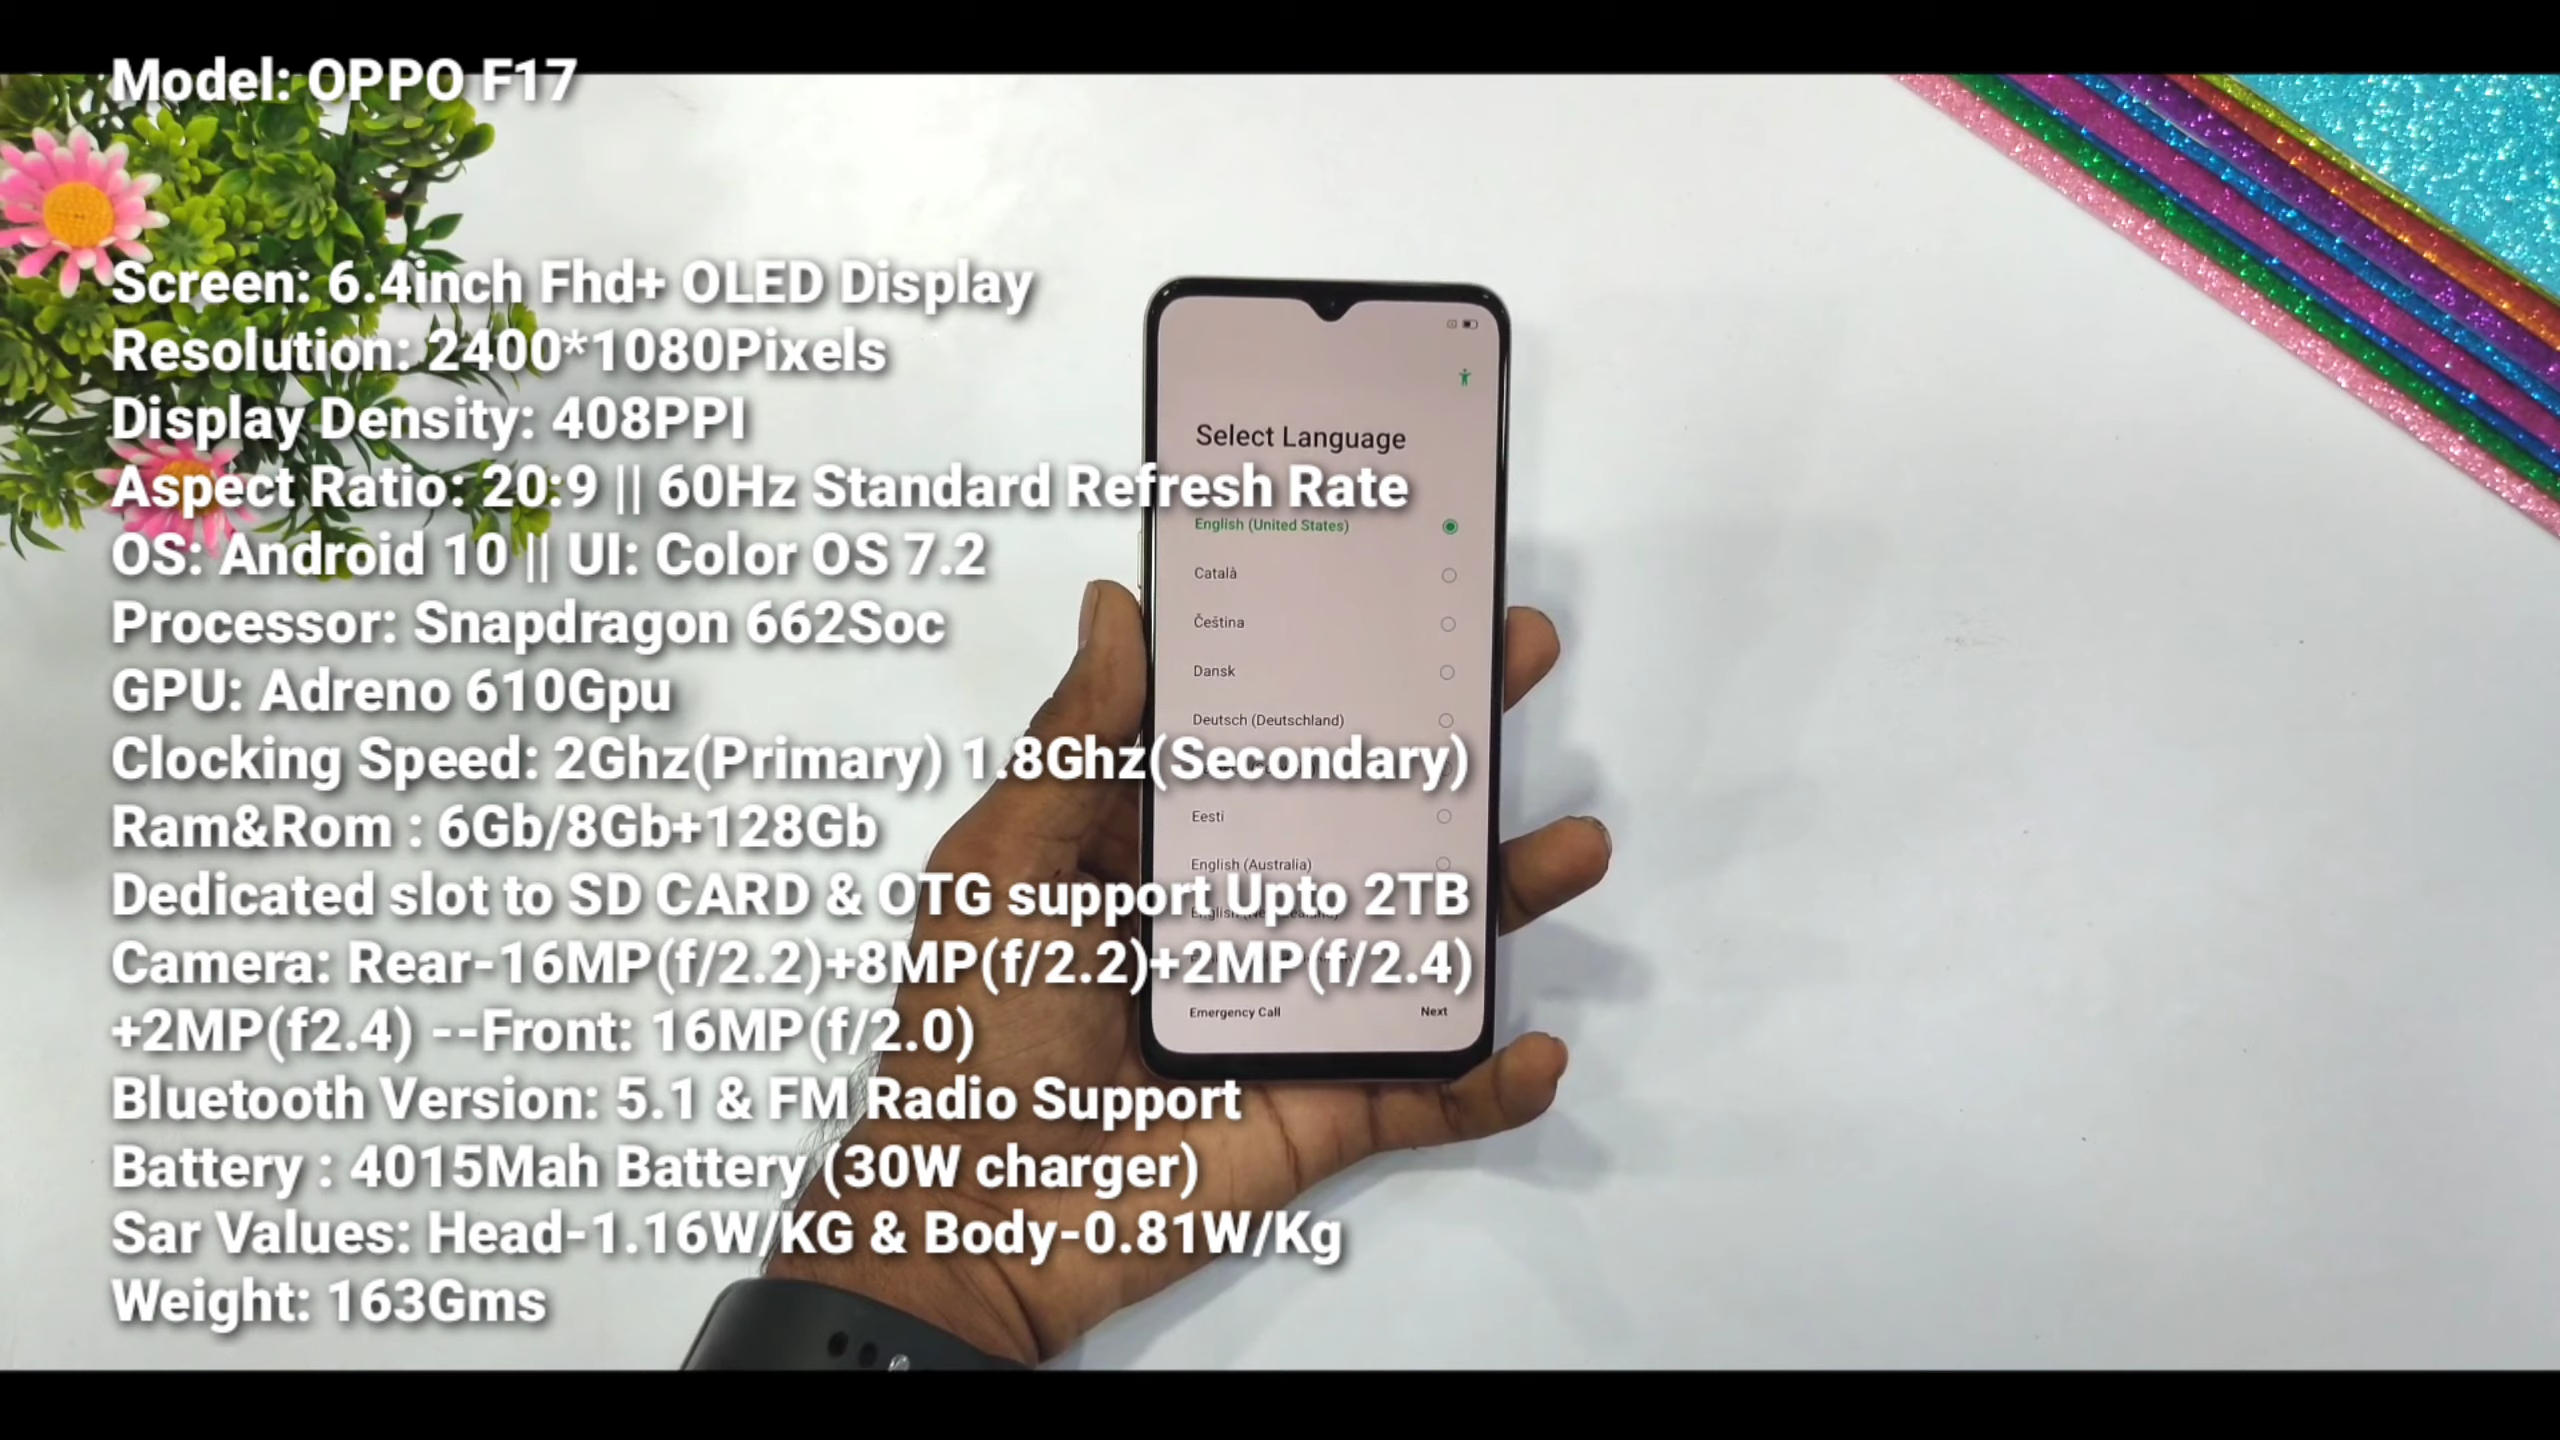 Model: OPPO F17
Screen: 6.4inch Fhd+ OLED Display
Resolution: 2400*1080Pixels
Display Density: 408PPI
Aspect Ratio: 20:9 || 60Hz Standard Refresh Rate
OS: Android 10 || UI: Color OS 7.2
Processor: Snapdragon 662Soc
GPU: Adreno 610Gpu
Clocking Speed: 2Ghz(Primary) 1.8Ghz(Secondary)
Ram&Rom : 6Gb/8Gb+128Gb
Dedicated slot to SD CARD & OTG support Upto 2TB
Camera: Rear-16MP(f/2.2)+8MP(f/2.2)+2MP(f/2.4)
+2MP(f2.4) --Front: 16MP(f/2.0)
Bluetooth Version: 5.1 & FM Radio Support
Battery : 4015Mah Battery (30W charger)
Sar Values: Head-1.16W/KG & Body-0.81W/Kg
Weight: 163Gms
Select Language
English (United States)
Català
Čeština
Dansk
Deutsch (Deutschland)
Eesti
English (Australia)
Emergency Call
Next